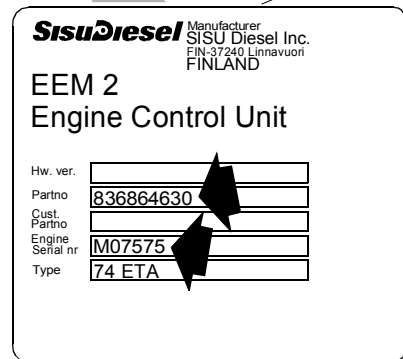 SISUDIESEL
Manufacturer
SISU Diesel Inc.
FIN-37240 Linnavuori
FINLAND
EEM 2
Engine Control Unit
Hw. ver.
Partno 836864630
Cust.
Partno
Engine
Serial nr M07575
Type 74 ETA